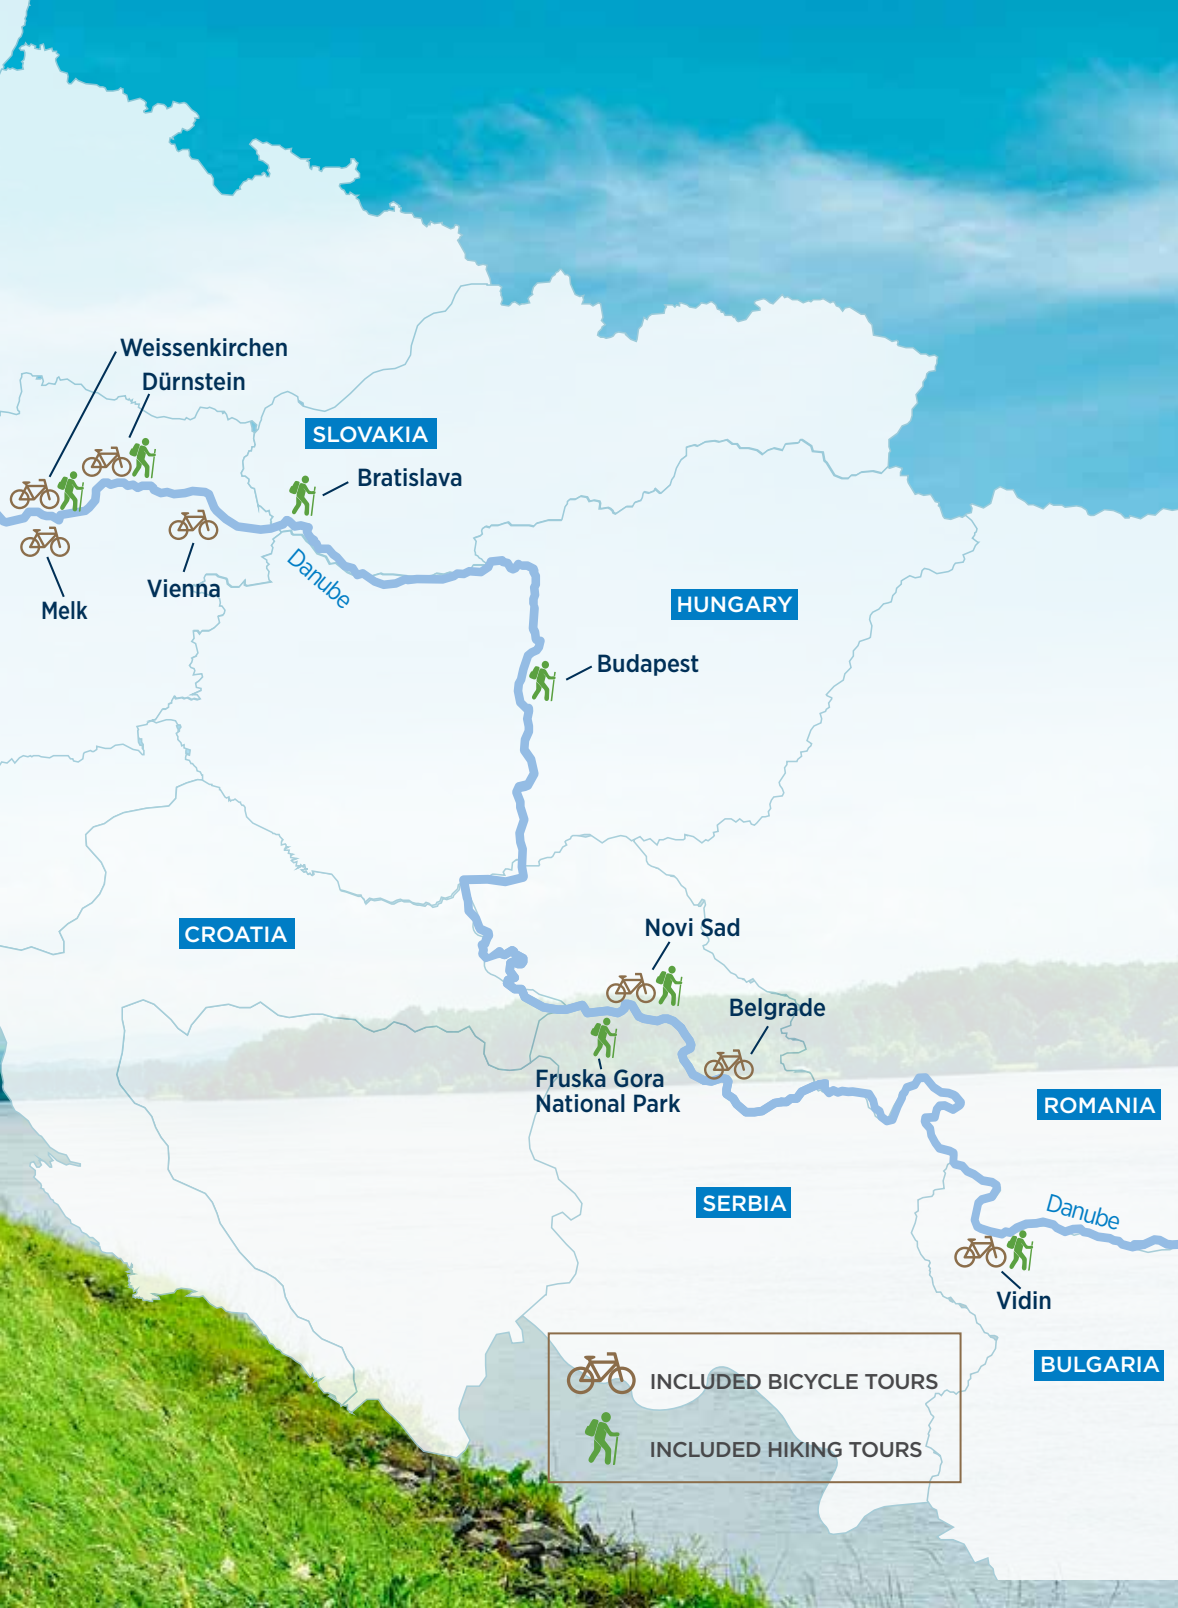 Weissenkirchen
Dürnstein
SLOVAKIA
Bratislava
Danube
Vienna
Melk
HUNGARY
Budapest
CROATIA
Novi Sad
Belgrade
Fruska Gora
National Park
ROMANIA
SERBIA
Danube
Vidin
BULGARIA
INCLUDED BICYCLE TOURS
INCLUDED HIKING TOURS